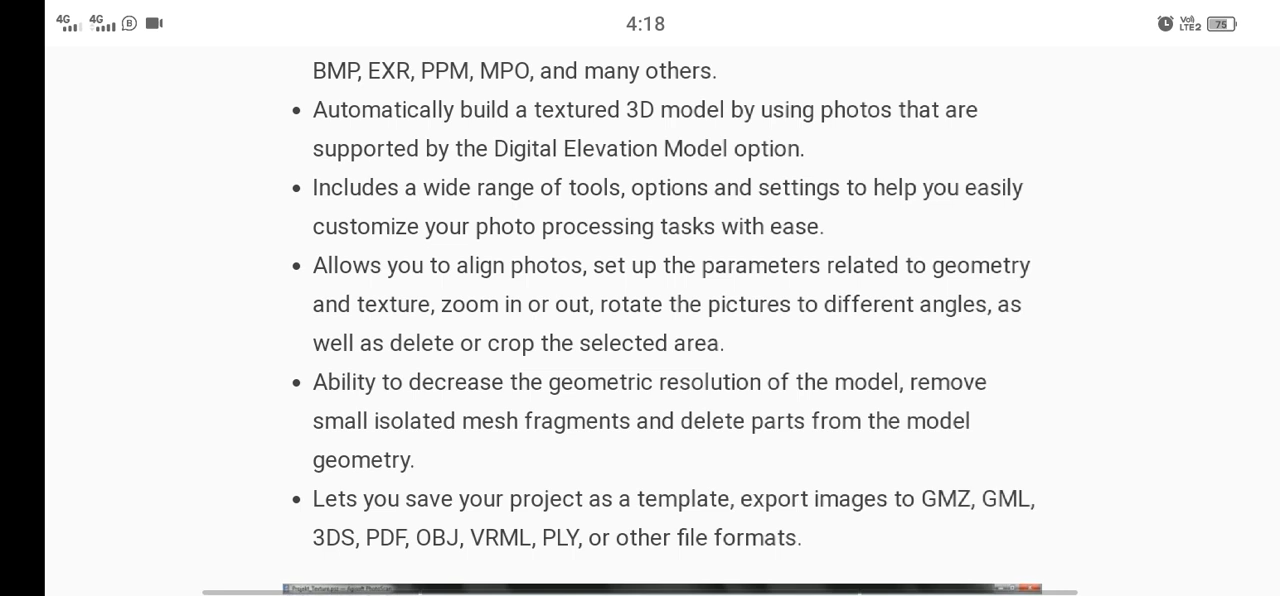 4G 4G B 4:18 Vo) LTE2 75
BMP, EXR, PPM, MPO, and many others.
• Automatically build a textured 3D model by using photos that are
supported by the Digital Elevation Model option.
• Includes a wide range of tools, options and settings to help you easily
customize your photo processing tasks with ease.
• Allows you to align photos, set up the parameters related to geometry
and texture, zoom in or out, rotate the pictures to different angles, as
well as delete or crop the selected area.
• Ability to decrease the geometric resolution of the model, remove
small isolated mesh fragments and delete parts from the model
geometry.
• Lets you save your project as a template, export images to GMZ, GML,
3DS, PDF, OBJ, VRML, PLY, or other file formats.